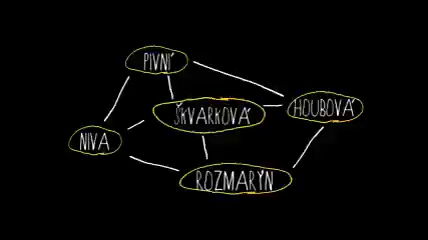 PIVNÍ
ŠKVARKOVÁ
HOUBOVÁ
NIVA
ROZMARÝN